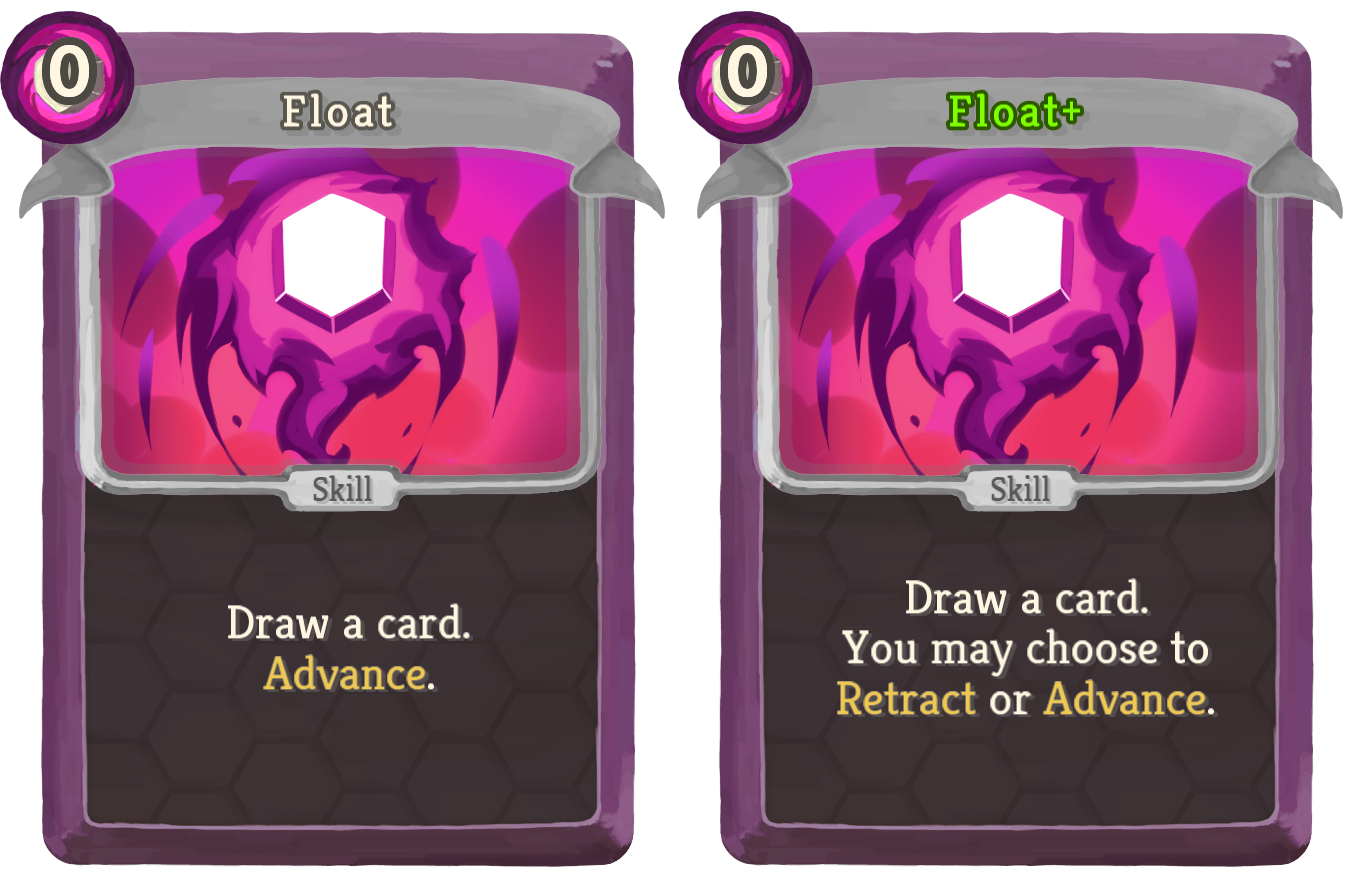 0
Float
Skill
Draw a card.
Advance.
0
Float+
Skill
Draw a card.
You may choose to
Retract or Advance.